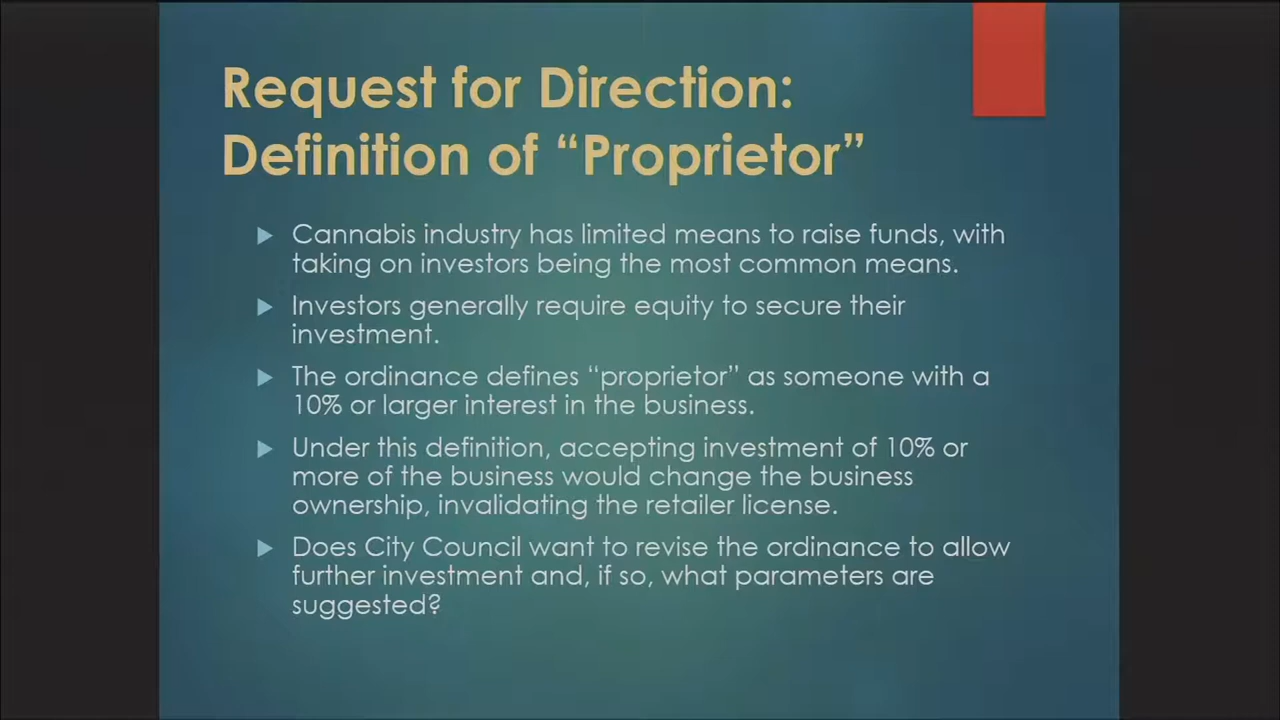 Request for Direction:
Definition of “Proprietor”
Cannabis industry has limited means to raise funds, with
taking on investors being the most common means.
Investors generally require equity to secure their
investment.
The ordinance defines “proprietor” as someone with a
10% or larger interest in the business.
Under this definition, accepting investment of 10% or
more of the business would change the business
ownership, invalidating the retailer license.
Does City Council want to revise the ordinance to allow
further investment and, if so, what parameters are
suggested?